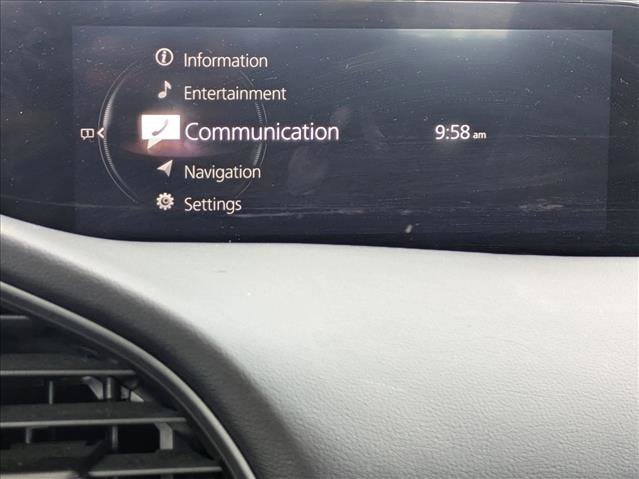 Information
Entertainment
Communication
9:58 am
Navigation
Settings